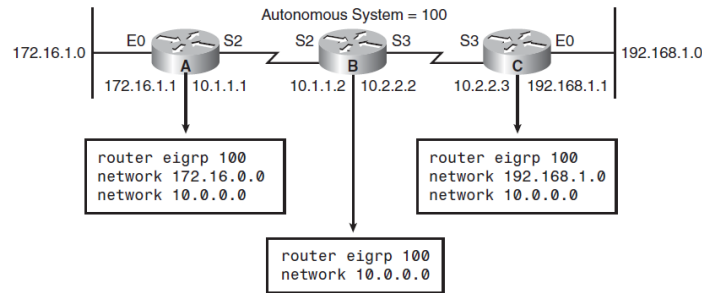 Autonomous System = 100
172.16.1.0
E0
S2
S2
S3
S3
E0
192.168.1.0
A
B
C
172.16.1.1
10.1.1.1
10.1.1.2
10.2.2.2
10.2.2.3
192.168.1.1
router eigrp 100
network 172.16.0.0
network 10.0.0.0
router eigrp 100
network 192.168.1.0
network 10.0.0.0
router eigrp 100
network 10.0.0.0